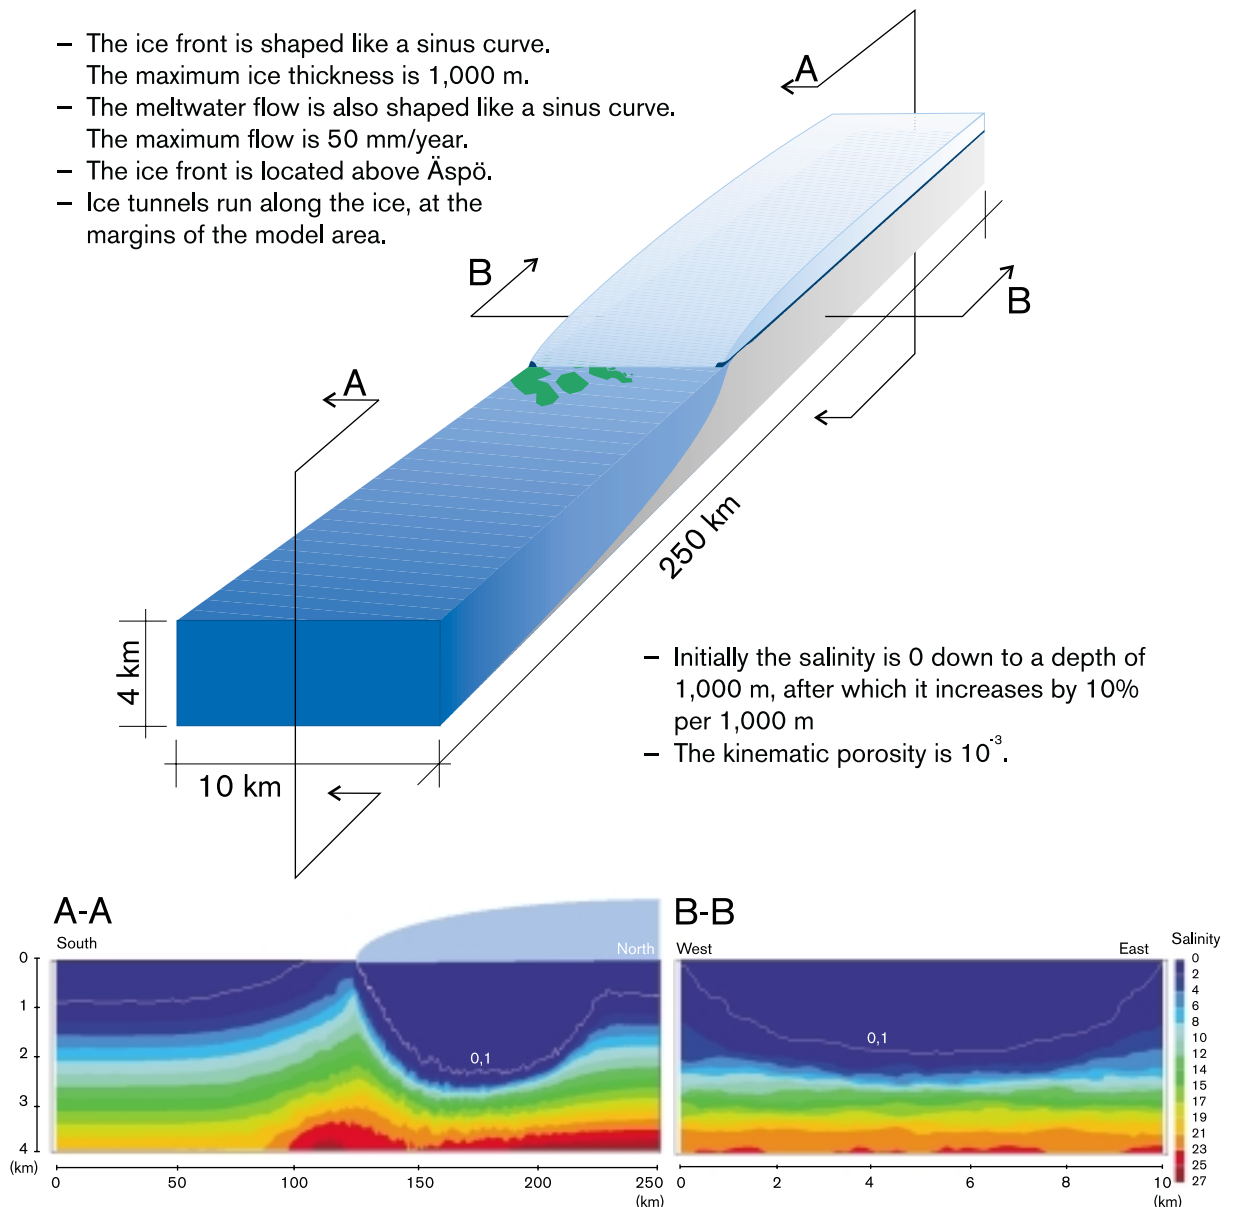 – The ice front is shaped like a sinus curve.
The maximum ice thickness is 1,000 m.
– The meltwater flow is also shaped like a sinus curve.
The maximum flow is 50 mm/year.
– The ice front is located above Äspö.
– Ice tunnels run along the ice, at the
margins of the model area.
A
B
B
A
250 km
4 km
10 km
– Initially the salinity is 0 down to a depth of
1,000 m, after which it increases by 10%
per 1,000 m
– The kinematic porosity is 10⁻³.
A-A
South
North
0
1
2
3
4
(km)
0,1
0 50 100 150 200 250
(km)
B-B
West
East
0,1
0 2 4 6 8 10
(km)
Salinity
0
2
4
6
8
10
12
15
17
19
21
23
25
27